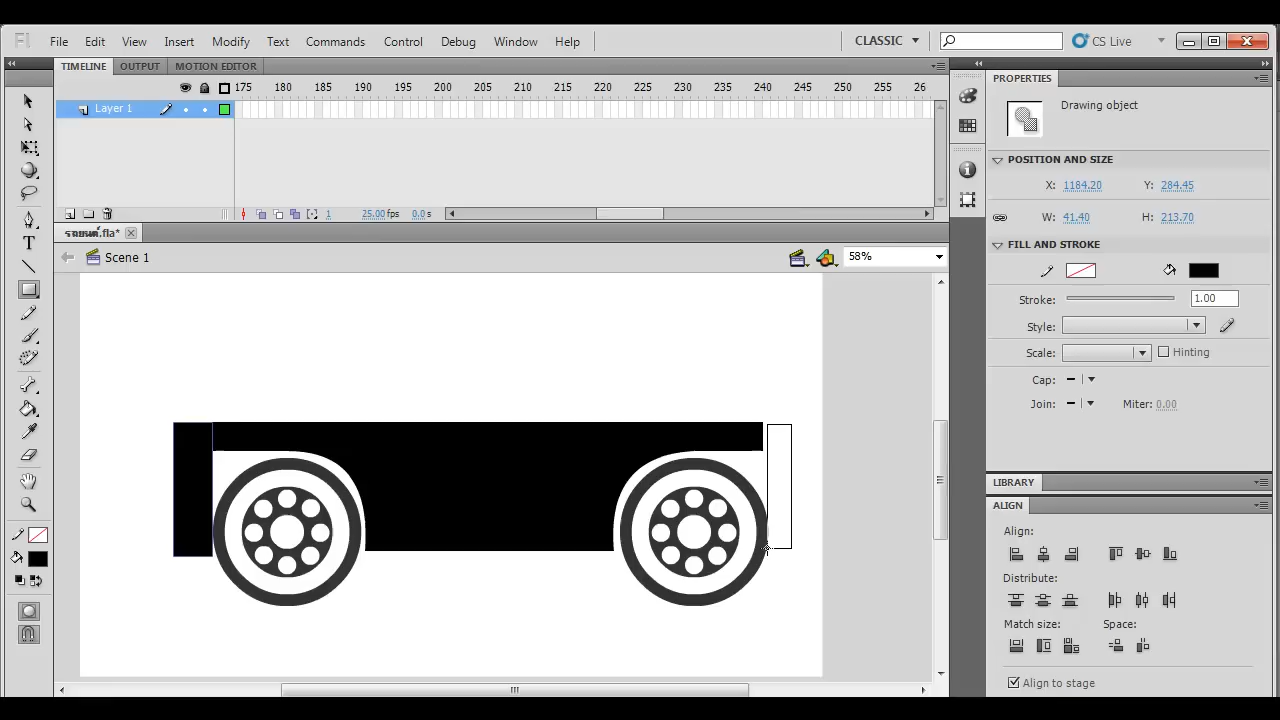 Fl File Edit View Insert Modify Text Commands Control Debug Window Help CLASSIC CS Live
TIMELINE OUTPUT MOTION EDITOR
175 180 185 190 195 200 205 210 215 220 225 230 235 240 245 250 255 26
Layer 1
1 25.00 fps 0.0 s
.fla*
Scene 1 58%
PROPERTIES
Drawing object
POSITION AND SIZE
X: 1184.20 Y: 284.45
W: 41.40 H: 213.70
FILL AND STROKE
Stroke: 1.00
Style:
Scale: Hinting
Cap:
Join: Miter: 0.00
LIBRARY
ALIGN
Align:
Distribute:
Match size: Space:
Align to stage